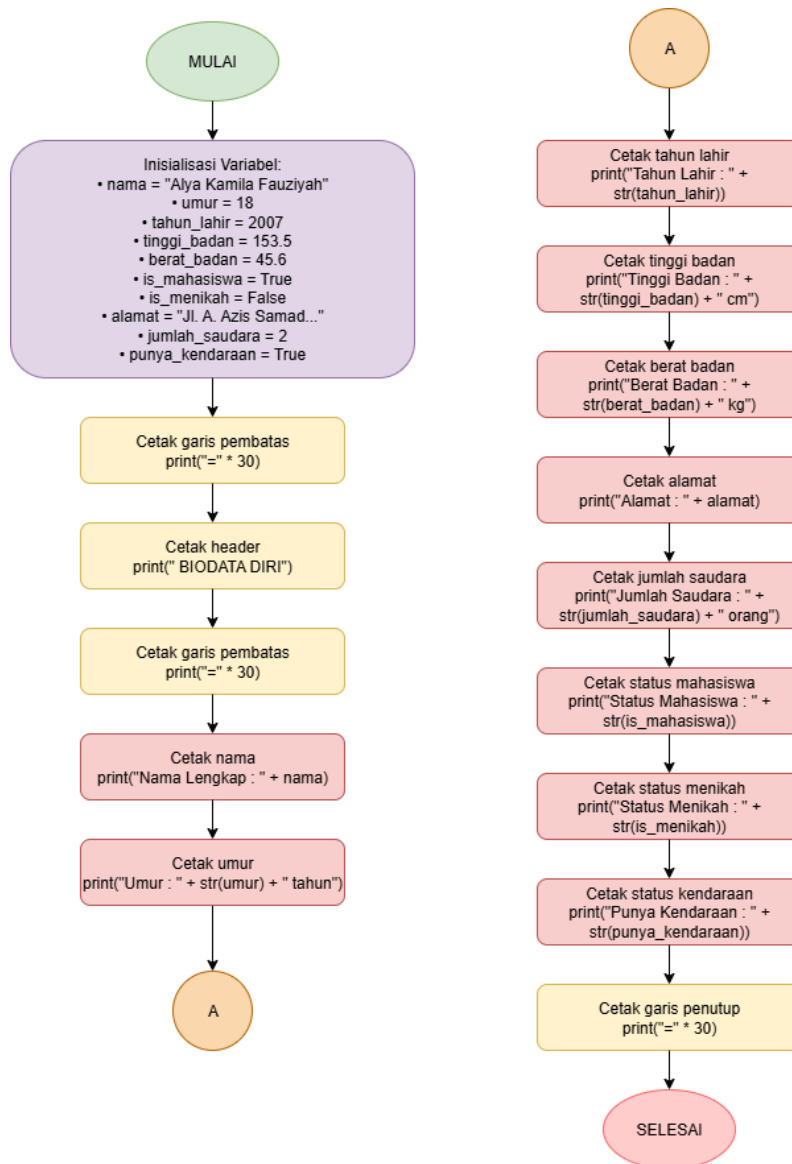 MULAI
Inisialisasi Variabel:
• nama = "Alya Kamila Fauziyah"
• umur = 18
• tahun_lahir = 2007
• tinggi_badan = 153.5
• berat_badan = 45.6
• is_mahasiswa = True
• is_menikah = False
• alamat = "Jl. A. Azis Samad..."
• jumlah_saudara = 2
• punya_kendaraan = True
Cetak garis pembatas
print("=" * 30)
Cetak header
print(" BIODATA DIRI")
Cetak garis pembatas
print("=" * 30)
Cetak nama
print("Nama Lengkap : " + nama)
Cetak umur
print("Umur : " + str(umur) + " tahun")
A
A
Cetak tahun lahir
print("Tahun Lahir : " +
str(tahun_lahir))
Cetak tinggi badan
print("Tinggi Badan : " +
str(tinggi_badan) + " cm")
Cetak berat badan
print("Berat Badan : " +
str(berat_badan) + " kg")
Cetak alamat
print("Alamat : " + alamat)
Cetak jumlah saudara
print("Jumlah Saudara : " +
str(jumlah_saudara) + " orang")
Cetak status mahasiswa
print("Status Mahasiswa : " +
str(is_mahasiswa))
Cetak status menikah
print("Status Menikah : " +
str(is_menikah))
Cetak status kendaraan
print("Punya Kendaraan : " +
str(punya_kendaraan))
Cetak garis penutup
print("=" * 30)
SELESAI